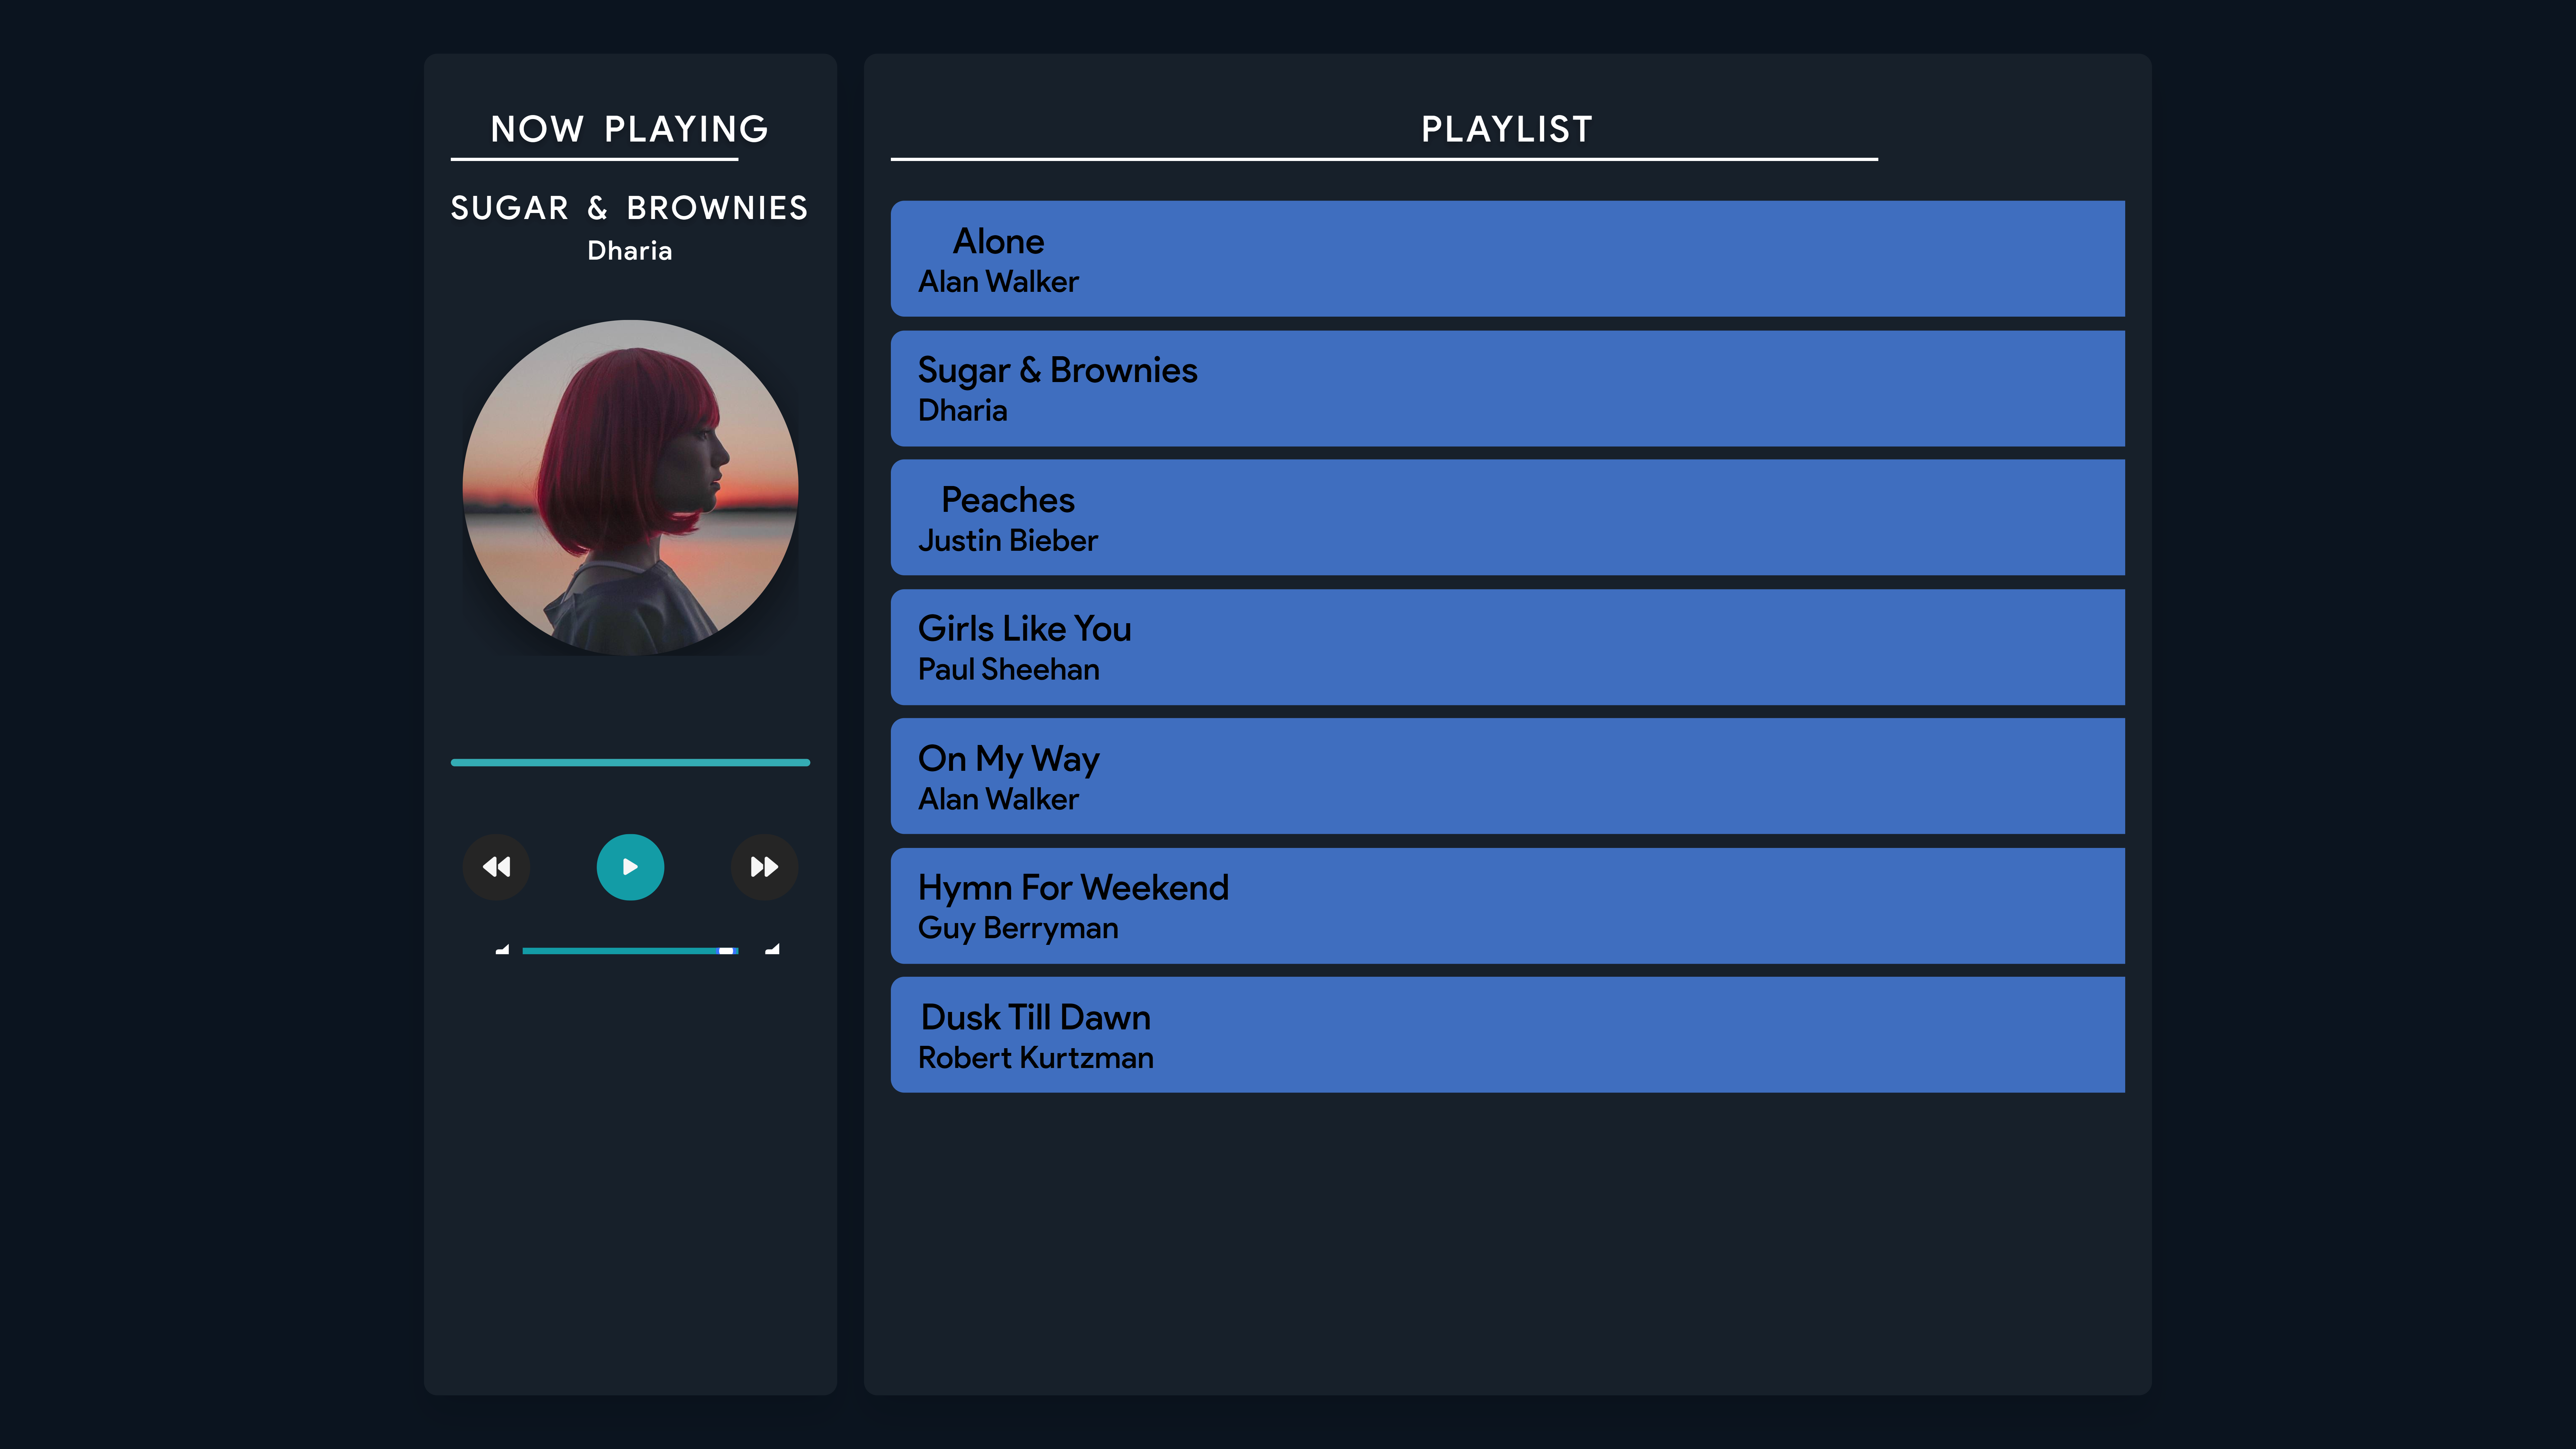 NOW PLAYING
SUGAR & BROWNIES
Dharia
PLAYLIST
Alone
Alan Walker
Sugar & Brownies
Dharia
Peaches
Justin Bieber
Girls Like You
Paul Sheehan
On My Way
Alan Walker
Hymn For Weekend
Guy Berryman
Dusk Till Dawn
Robert Kurtzman